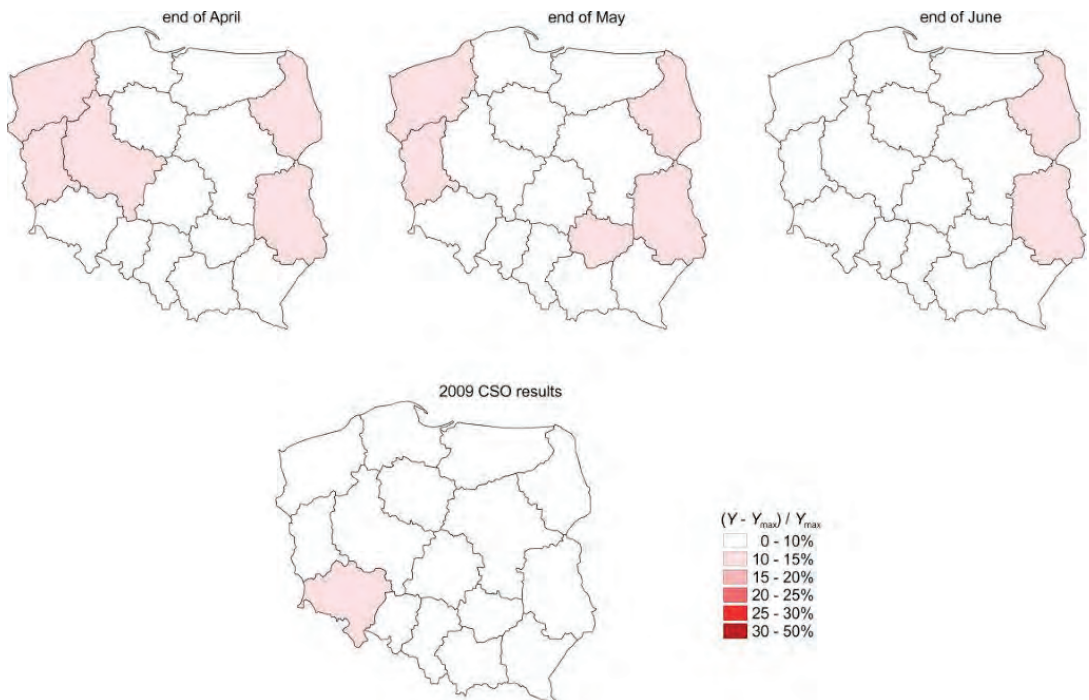 end of April
end of May
end of June
2009 CSO results
(Y - Ymax) / Ymax
0 - 10%
10 - 15%
15 - 20%
20 - 25%
25 - 30%
30 - 50%